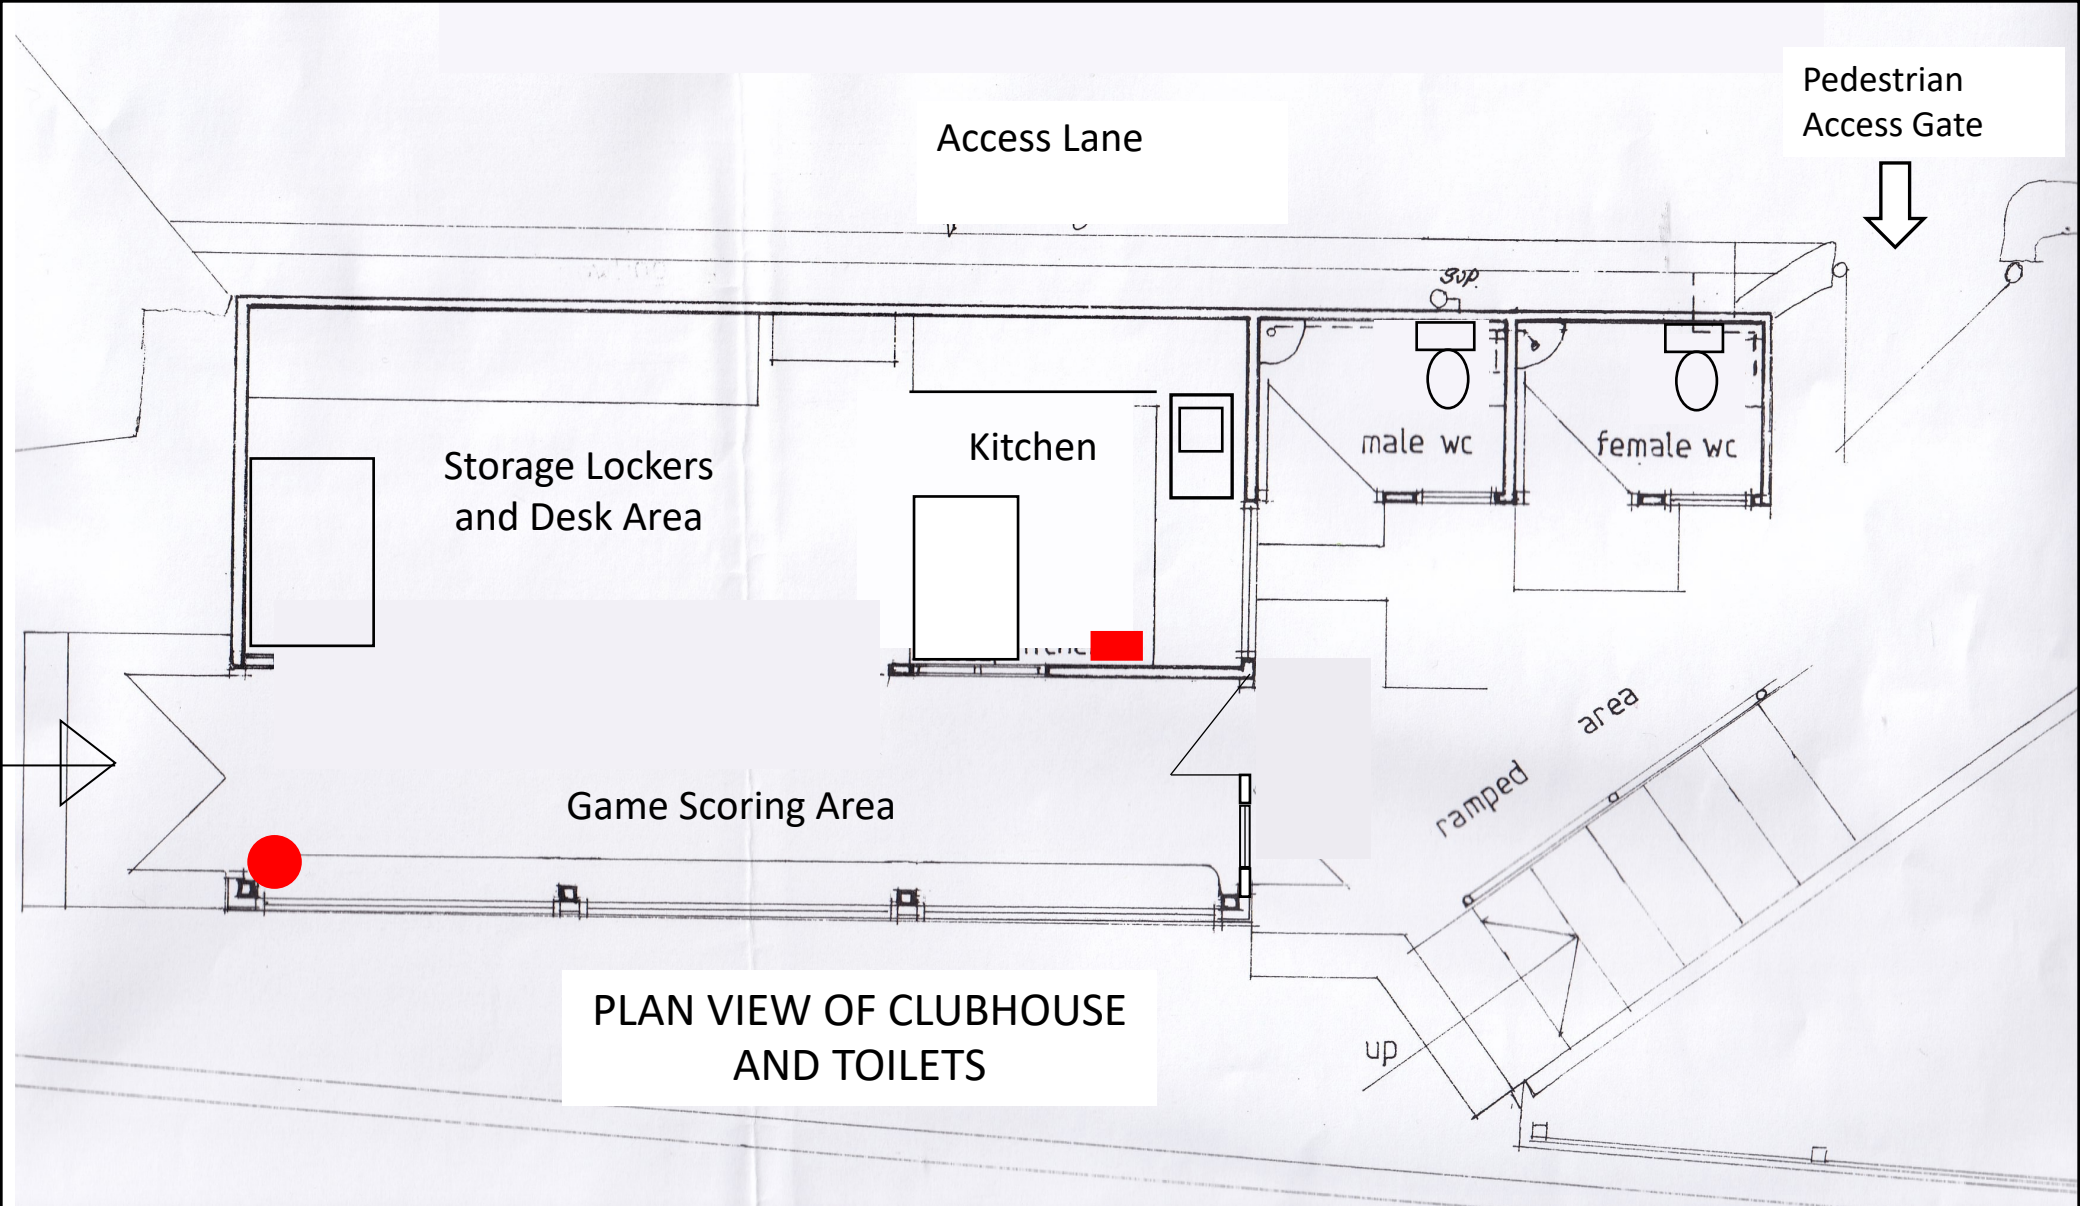 Pedestrian
Access Gate
Access Lane
Storage Lockers
and Desk Area
Kitchen
male wc
female wc
area
ramped
Game Scoring Area
PLAN VIEW OF CLUBHOUSE
AND TOILETS
up